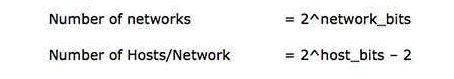 Number of networks = 2^network_bits
Number of Hosts/Network = 2^host_bits – 2